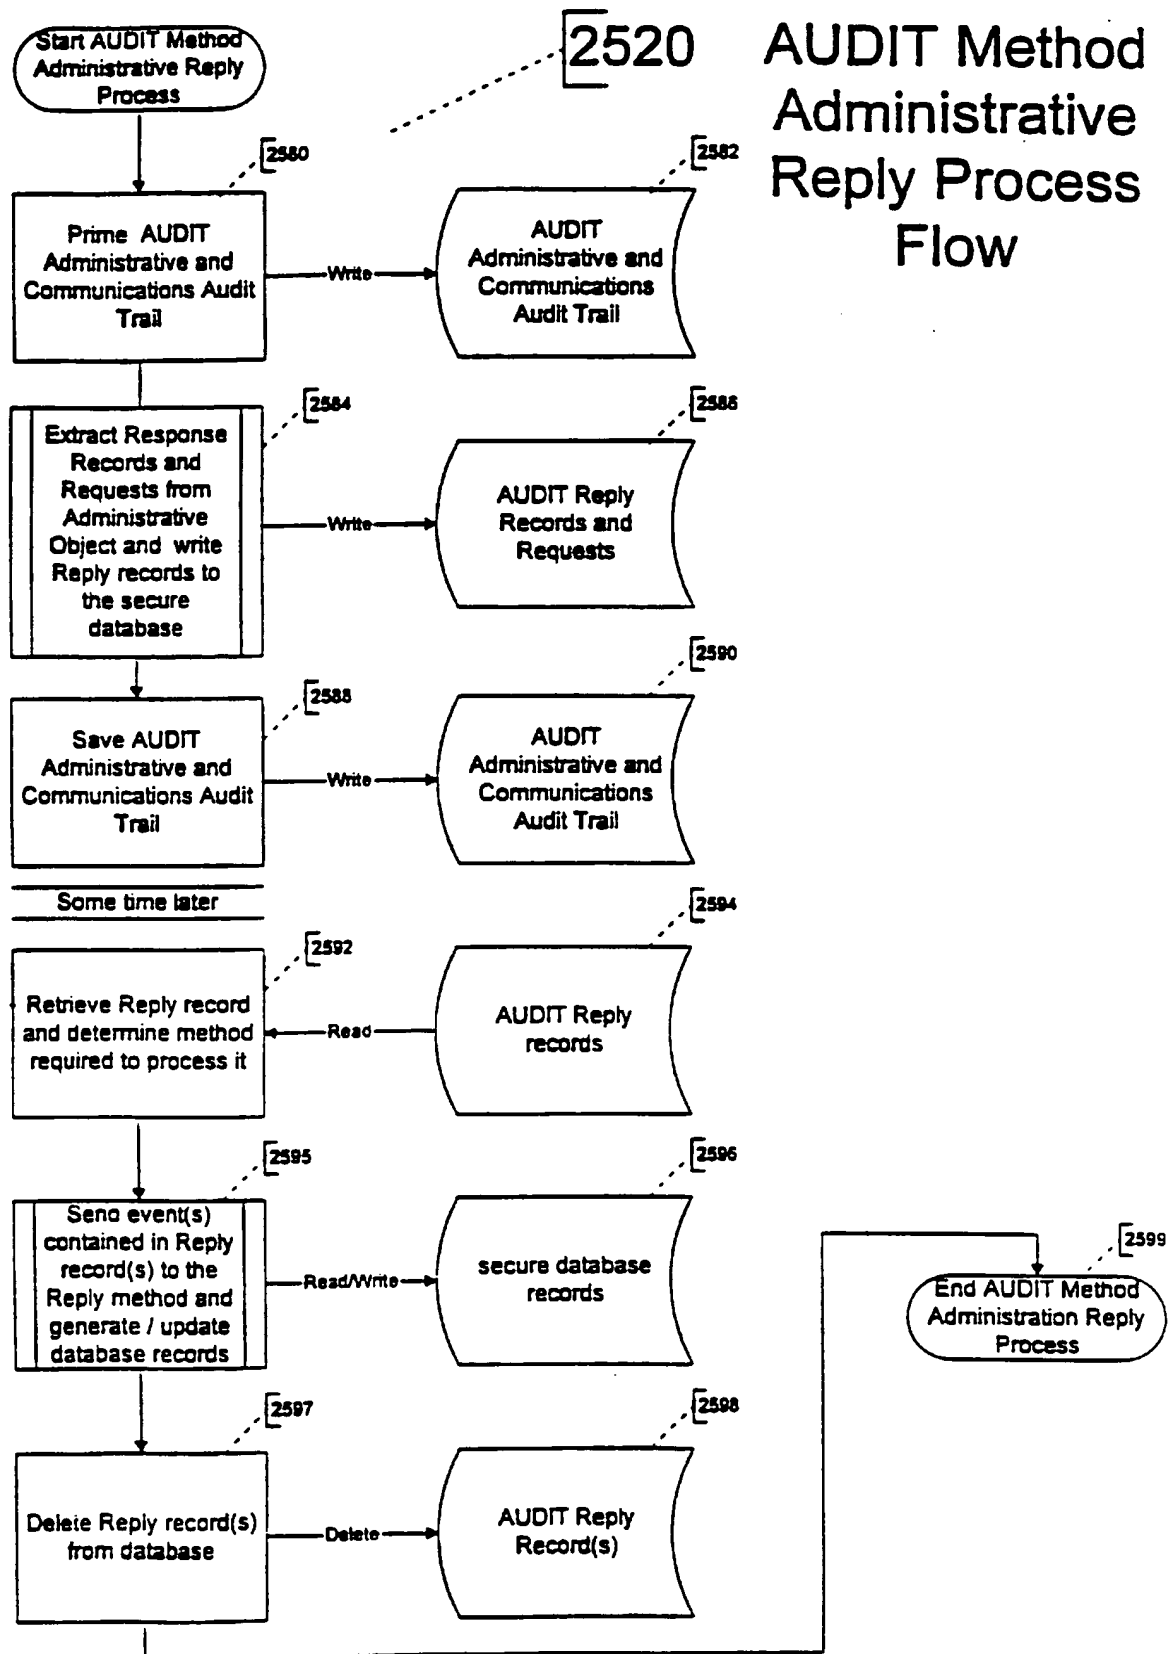 2520
AUDIT Method
Administrative
Reply Process
Flow
Start AUDIT Method
Administrative Reply
Process
2580
Prime AUDIT
Administrative and
Communications Audit
Trail
Write
2582
AUDIT
Administrative and
Communications
Audit Trail
2584
Extract Response
Records and
Requests from
Administrative
Object and write
Reply records to
the secure
database
Write
2586
AUDIT Reply
Records and
Requests
2588
Save AUDIT
Administrative and
Communications Audit
Trail
Write
2590
AUDIT
Administrative and
Communications
Audit Trail
Some time later
2592
Retrieve Reply record
and determine method
required to process it
Read
2594
AUDIT Reply
records
2595
Send event(s)
contained in Reply
record(s) to the
Reply method and
generate / update
database records
Read/Write
2596
secure database
records
2597
Delete Reply record(s)
from database
Delete
2598
AUDIT Reply
Record(s)
2599
End AUDIT Method
Administration Reply
Process